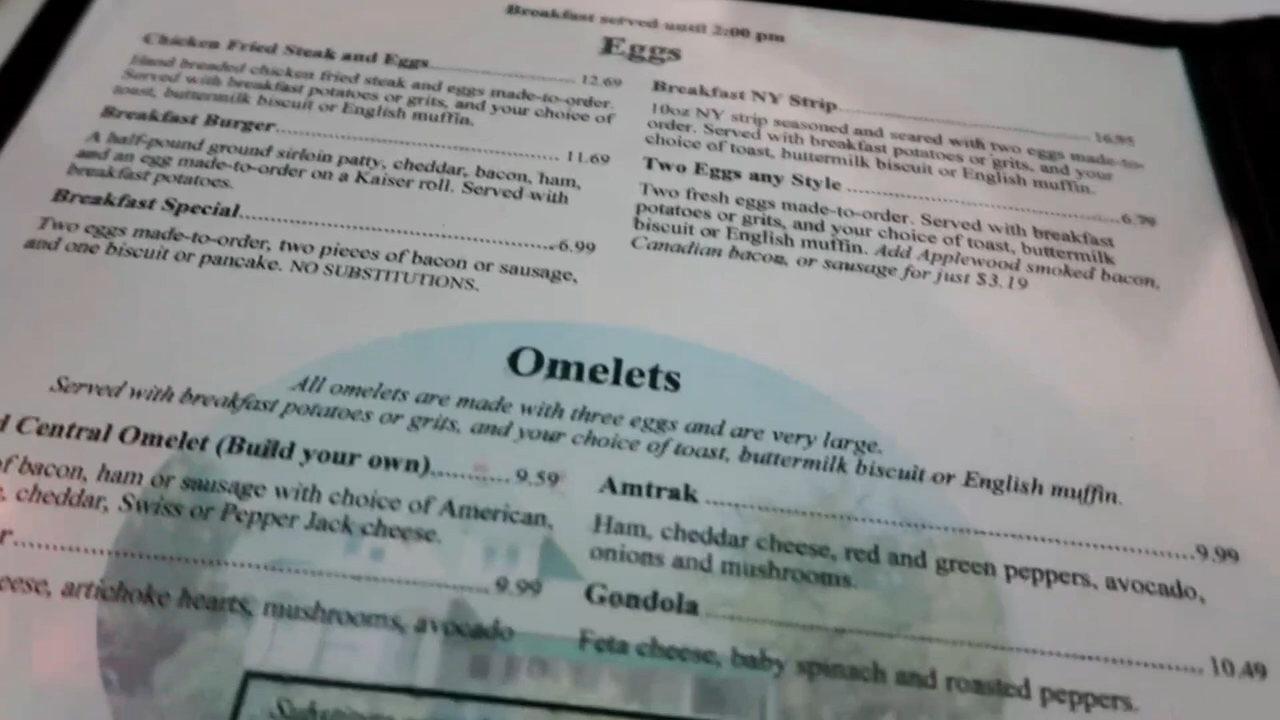 Breakfast served until 2:00 pm
Eggs
Chicken Fried Steak and Eggs.......... 12.69
Hand breaded chicken fried steak and eggs made-to-order.
Served with breakfast potatoes or grits, and your choice of
toast, buttermilk biscuit or English muffin.
Breakfast Burger.......... 11.69
A half-pound ground sirloin patty, cheddar, bacon, ham,
and an egg made-to-order on a Kaiser roll. Served with
breakfast potatoes.
Breakfast Special..........6.99
Two eggs made-to-order, two pieces of bacon or sausage,
and one biscuit or pancake. NO SUBSTITUTIONS.
Breakfast NY Strip.......... 16.95
10oz NY strip seasoned and seared with two eggs made-to-
order. Served with breakfast potatoes or grits, and your
choice of toast, buttermilk biscuit or English muffin.
Two Eggs any Style ..........6.79
Two fresh eggs made-to-order. Served with breakfast
potatoes or grits, and your choice of toast, buttermilk
biscuit or English muffin. Add Applewood smoked bacon,
Canadian bacon, or sausage for just $3.19
Omelets
All omelets are made with three eggs and are very large.
Served with breakfast potatoes or grits, and your choice of toast, buttermilk biscuit or English muffin.
Central Omelet (Build your own).......... 9.59
of bacon, ham or sausage with choice of American,
cheddar, Swiss or Pepper Jack cheese.
..........9.99
artichoke hearts, mushrooms, avocado
Amtrak ..........9.99
Ham, cheddar cheese, red and green peppers, avocado,
onions and mushrooms.
Gondola .......... 10.49
Feta cheese, baby spinach and roasted peppers.